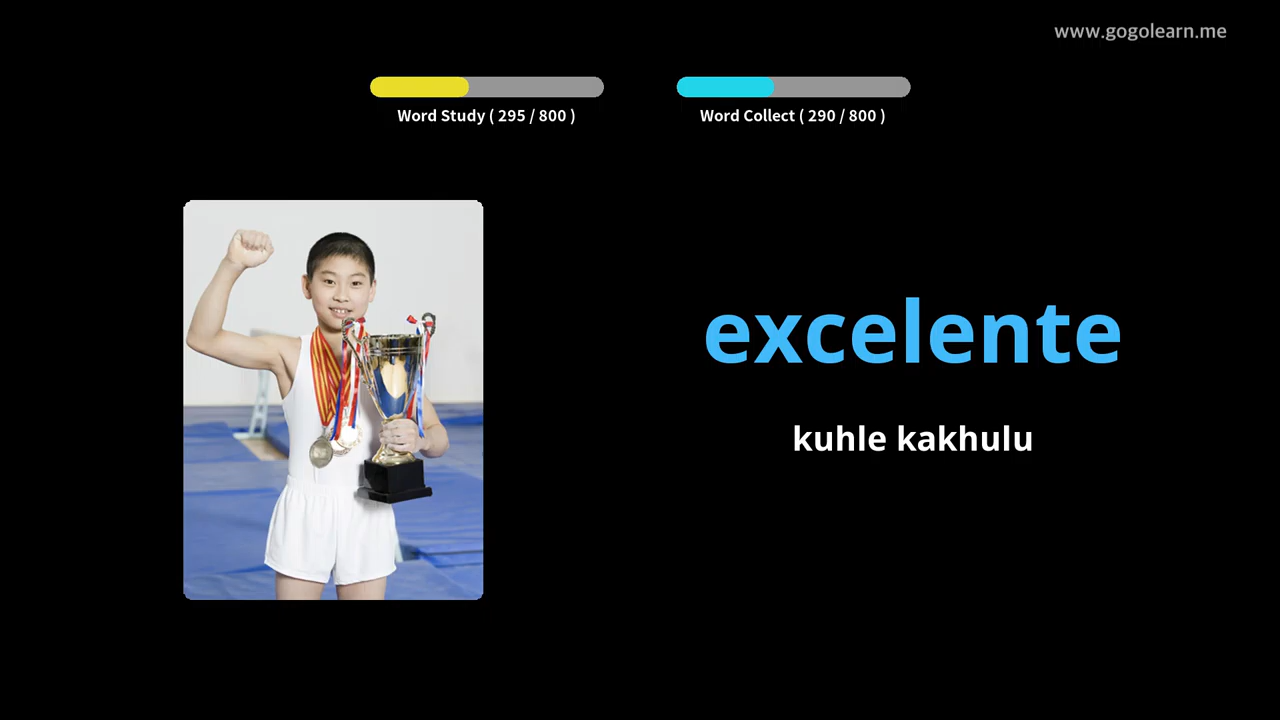 www.gogolearn.me
Word Study ( 295 / 800 )
Word Collect ( 290 / 800 )
excelente
kuhle kakhulu